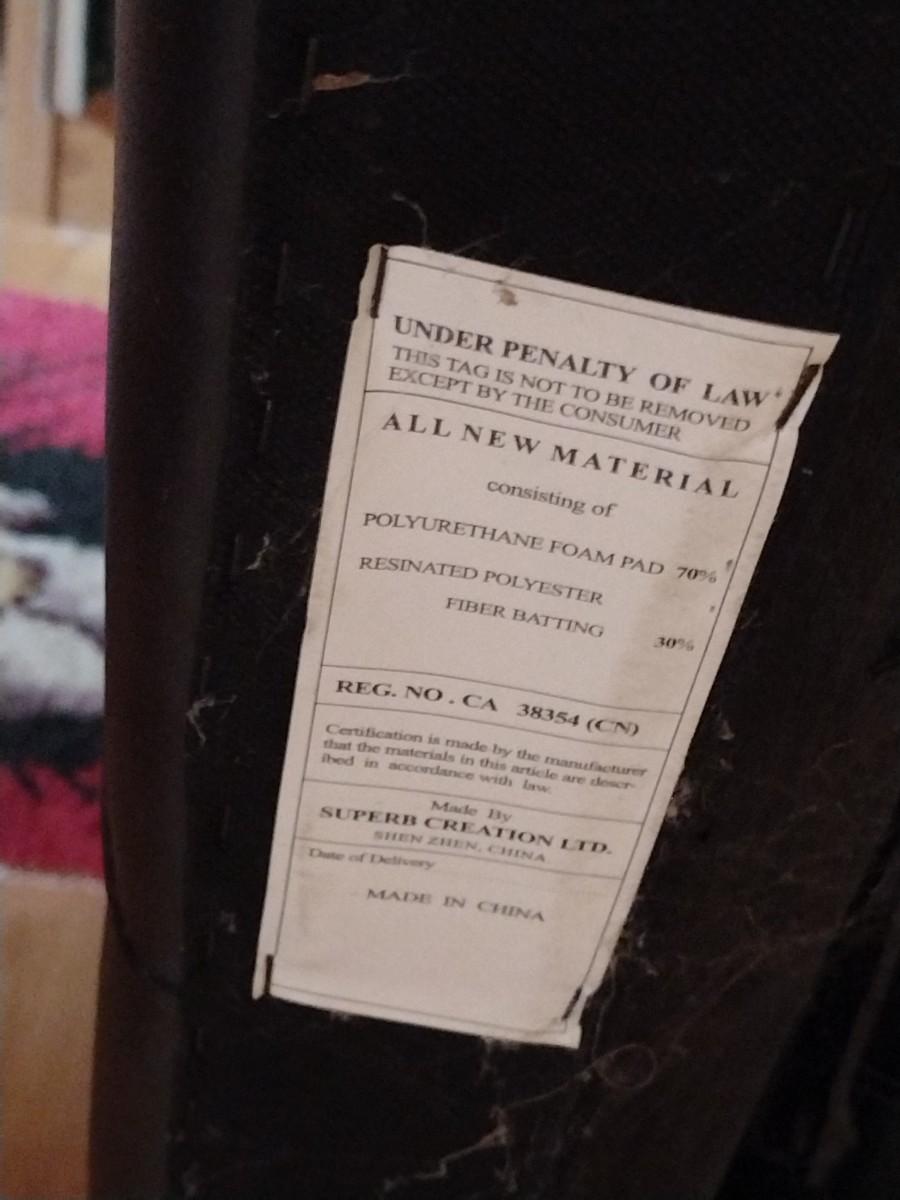 UNDER PENALTY OF LAW
THIS TAG IS NOT TO BE REMOVED
EXCEPT BY THE CONSUMER
ALL NEW MATERIAL
consisting of
POLYURETHANE FOAM PAD 70%
RESINATED POLYESTER
FIBER BATTING 30%
REG. NO. CA 38354 (CN)
Certification is made by the manufacturer
that the materials in this article are descr-
ibed in accordance with law.
Made By
SUPERB CREATION LTD.
SHEN ZHEN, CHINA
Date of Delivery
MADE IN CHINA